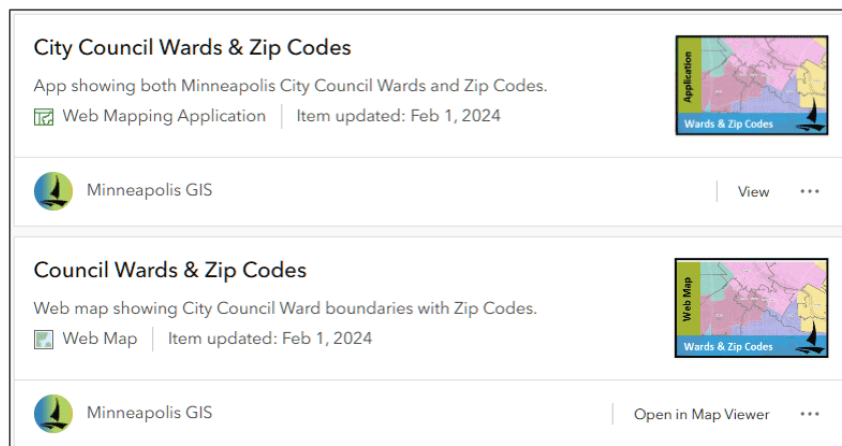 City Council Wards & Zip Codes
App showing both Minneapolis City Council Wards and Zip Codes.
Web Mapping Application Item updated: Feb 1, 2024
Application
Wards & Zip Codes
Minneapolis GIS
View
Council Wards & Zip Codes
Web map showing City Council Ward boundaries with Zip Codes.
Web Map Item updated: Feb 1, 2024
Web Map
Wards & Zip Codes
Minneapolis GIS
Open in Map Viewer